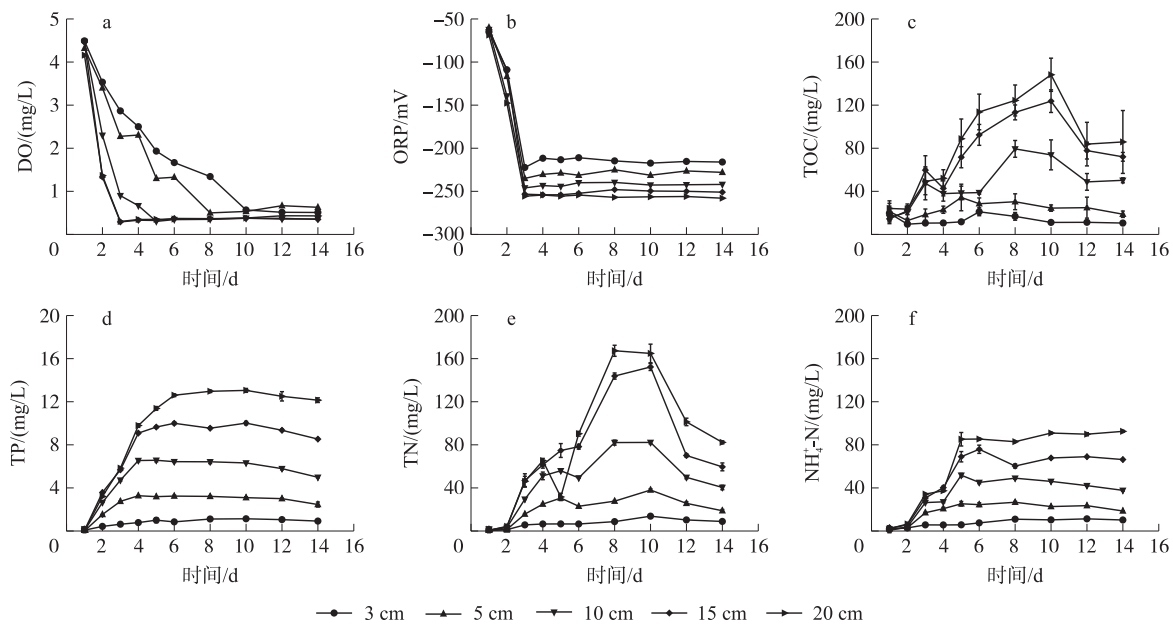 a
b
c
5
4
3
2
1
0
DO/(mg/L)
2 4 6 8 10 12 14 16
时间/d
−50
−100
−150
−200
−250
−300
0
ORP/mV
2 4 6 8 10 12 14 16
时间/d
200
160
120
80
40
0
TOC/(mg/L)
2 4 6 8 10 12 14 16
时间/d
d
e
f
20
16
12
8
4
0
TP/(mg/L)
2 4 6 8 10 12 14 16
时间/d
200
160
120
80
40
0
TN/(mg/L)
2 4 6 8 10 12 14 16
时间/d
200
160
120
80
40
0
NH₄⁺-N/(mg/L)
2 4 6 8 10 12 14 16
时间/d
3 cm 5 cm 10 cm 15 cm 20 cm